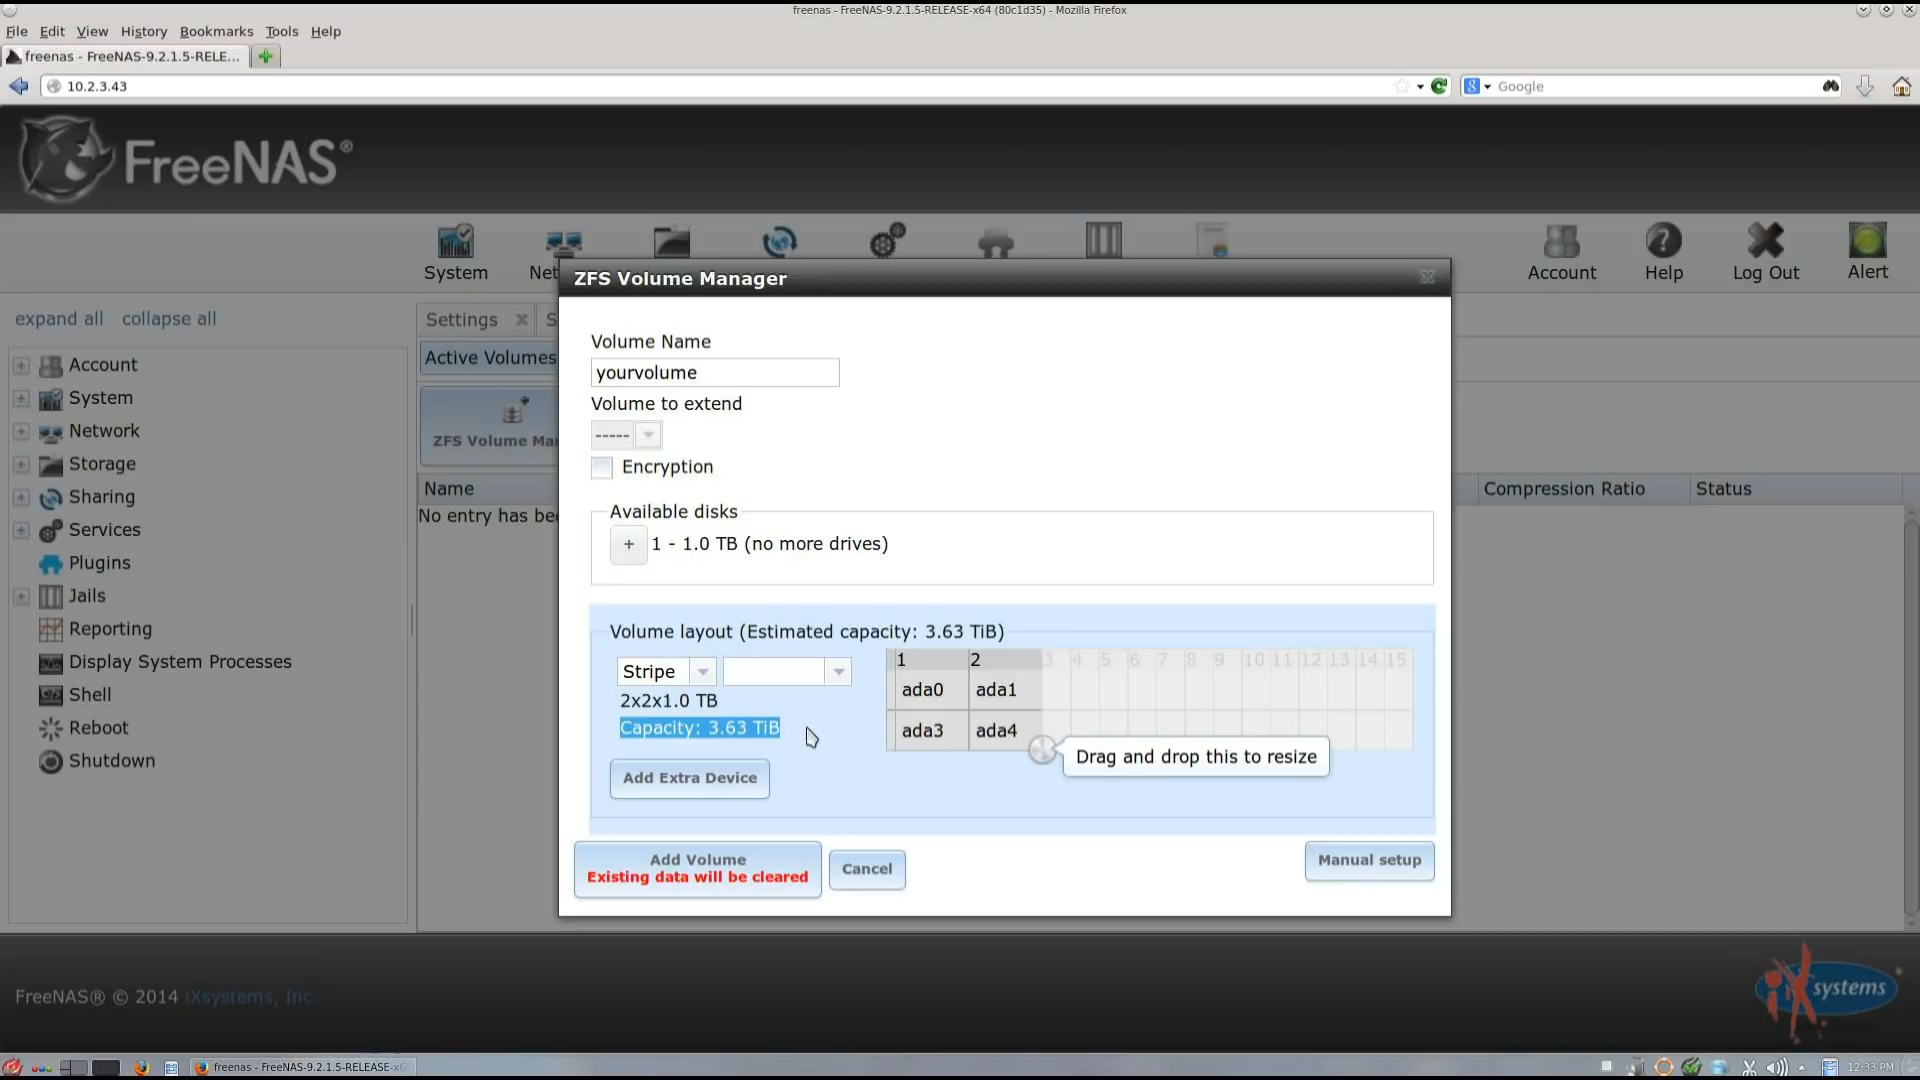 freenas - FreeNAS-9.2.1.5-RELEASE-x64 (80c1d35) - Mozilla Firefox
File Edit View History Bookmarks Tools Help
freenas - FreeNAS-9.2.1.5-RELE...
10.2.3.43
Google
FreeNAS®
System
Net
Account
Help
Log Out
Alert
expand all collapse all
Account
System
Network
Storage
Sharing
Services
Plugins
Jails
Reporting
Display System Processes
Shell
Reboot
Shutdown
Settings
S
Active Volumes
ZFS Volume Ma
Name
Compression Ratio
Status
No entry has bee
ZFS Volume Manager
Volume Name
yourvolume
Volume to extend
-----
Encryption
Available disks
+ 1 - 1.0 TB (no more drives)
Volume layout (Estimated capacity: 3.63 TiB)
Stripe
2x2x1.0 TB
Capacity: 3.63 TiB
1 2 3 4 5 6 7 8 9 10 11 12 13 14 15
ada0 ada1
ada3 ada4
Drag and drop this to resize
Add Extra Device
Add Volume
Existing data will be cleared
Cancel
Manual setup
FreeNAS® © 2014 iXsystems, Inc.
iXsystems
freenas - FreeNAS-9.2.1.5-RELEASE-x6
12:33 PM